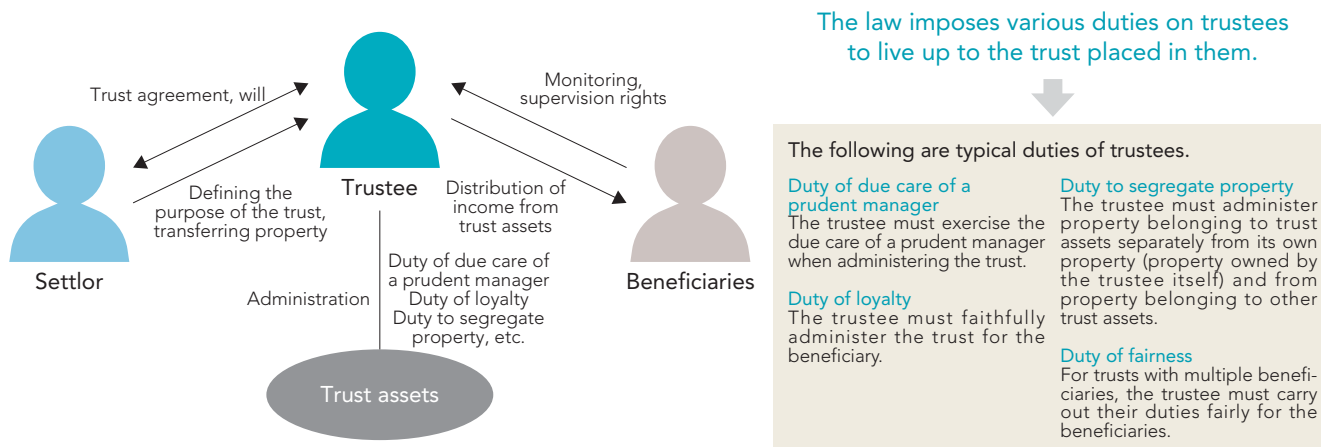 Trust agreement, will
Monitoring,
supervision rights
Trustee
Defining the
purpose of the trust,
transferring property
Distribution of
income from
trust assets
Settlor
Beneficiaries
Administration
Duty of due care of
a prudent manager
Duty of loyalty
Duty to segregate
property, etc.
Trust assets
The law imposes various duties on trustees
to live up to the trust placed in them.
The following are typical duties of trustees.
Duty of due care of a
prudent manager
The trustee must exercise the
due care of a prudent manager
when administering the trust.
Duty of loyalty
The trustee must faithfully
administer the trust for the
beneficiary.
Duty to segregate property
The trustee must administer
property belonging to trust
assets separately from its own
property (property owned by
the trustee itself) and from
property belonging to other
trust assets.
Duty of fairness
For trusts with multiple benefi-
ciaries, the trustee must carry
out their duties fairly for the
beneficiaries.